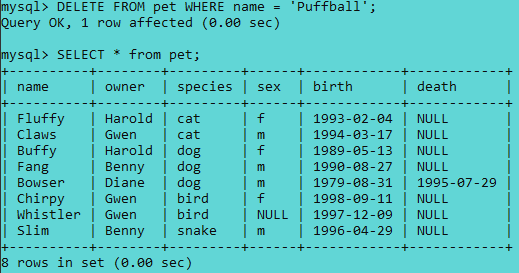 mysql> DELETE FROM pet WHERE name = 'Puffball';
Query OK, 1 row affected (0.00 sec)
mysql> SELECT * from pet;
+----------+--------+---------+------+------------+------------+
| name     | owner  | species | sex  | birth      | death      |
+----------+--------+---------+------+------------+------------+
| Fluffy   | Harold | cat     | f    | 1993-02-04 | NULL       |
| Claws    | Gwen   | cat     | m    | 1994-03-17 | NULL       |
| Buffy    | Harold | dog     | f    | 1989-05-13 | NULL       |
| Fang     | Benny  | dog     | m    | 1990-08-27 | NULL       |
| Bowser   | Diane  | dog     | m    | 1979-08-31 | 1995-07-29 |
| Chirpy   | Gwen   | bird    | f    | 1998-09-11 | NULL       |
| Whistler | Gwen   | bird    | NULL | 1997-12-09 | NULL       |
| Slim     | Benny  | snake   | m    | 1996-04-29 | NULL       |
+----------+--------+---------+------+------------+------------+
8 rows in set (0.00 sec)